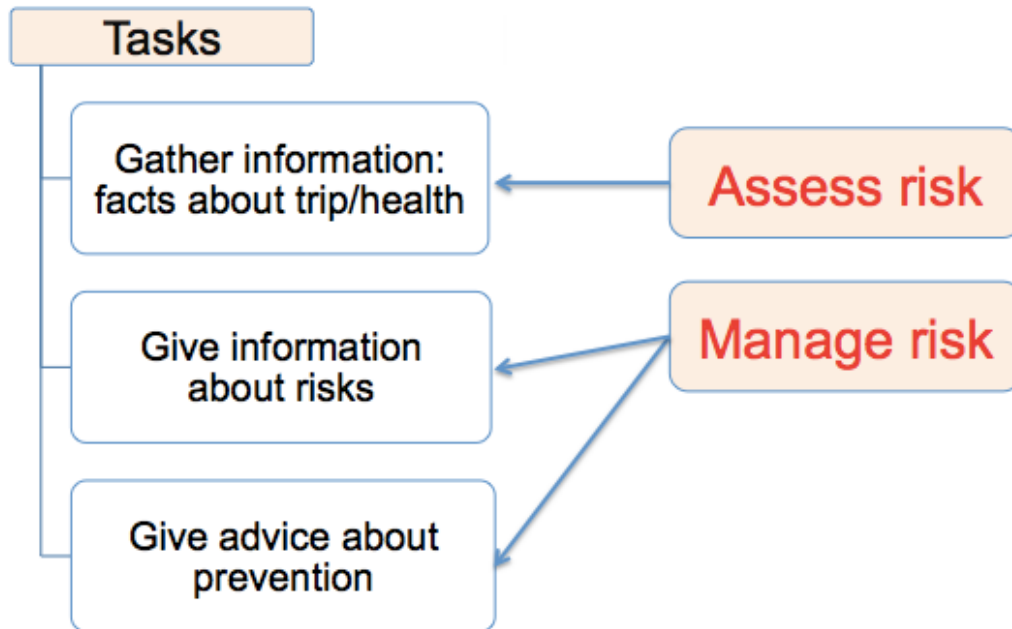 Tasks
Gather information:
facts about trip/health
Assess risk
Give information
about risks
Manage risk
Give advice about
prevention